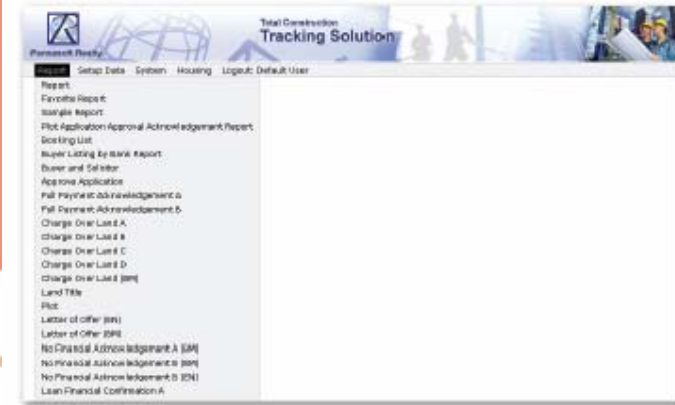 Total Construction
Tracking Solution
Paramount Realty
Report Setup Data System Housing Logout: Default User
Report
Favorite Report
Sample Report
Plot Application Approval Acknowledgement Report
Booking List
Buyer Listing by Bank Report
Buyer and Solicitor
Approve Application
Full Payment Acknowledgement A
Full Payment Acknowledgement B
Charge Over Land A
Charge Over Land B
Charge Over Land C
Charge Over Land D
Charge Over Land (BM)
Land Title
Plot
Letter of Offer (EN)
Letter of Offer (BM)
No Financial Acknowledgement A (BM)
No Financial Acknowledgement B (BM)
No Financial Acknowledgement B (EN)
Loan Financial Confirmation A